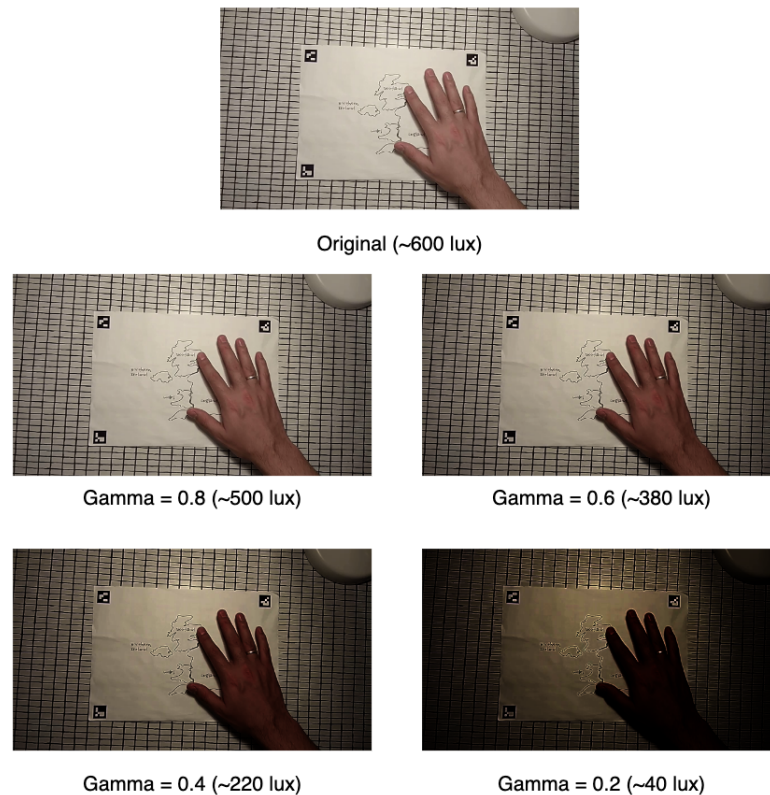 Original (~600 lux)
Gamma = 0.8 (~500 lux)
Gamma = 0.6 (~380 lux)
Gamma = 0.4 (~220 lux)
Gamma = 0.2 (~40 lux)